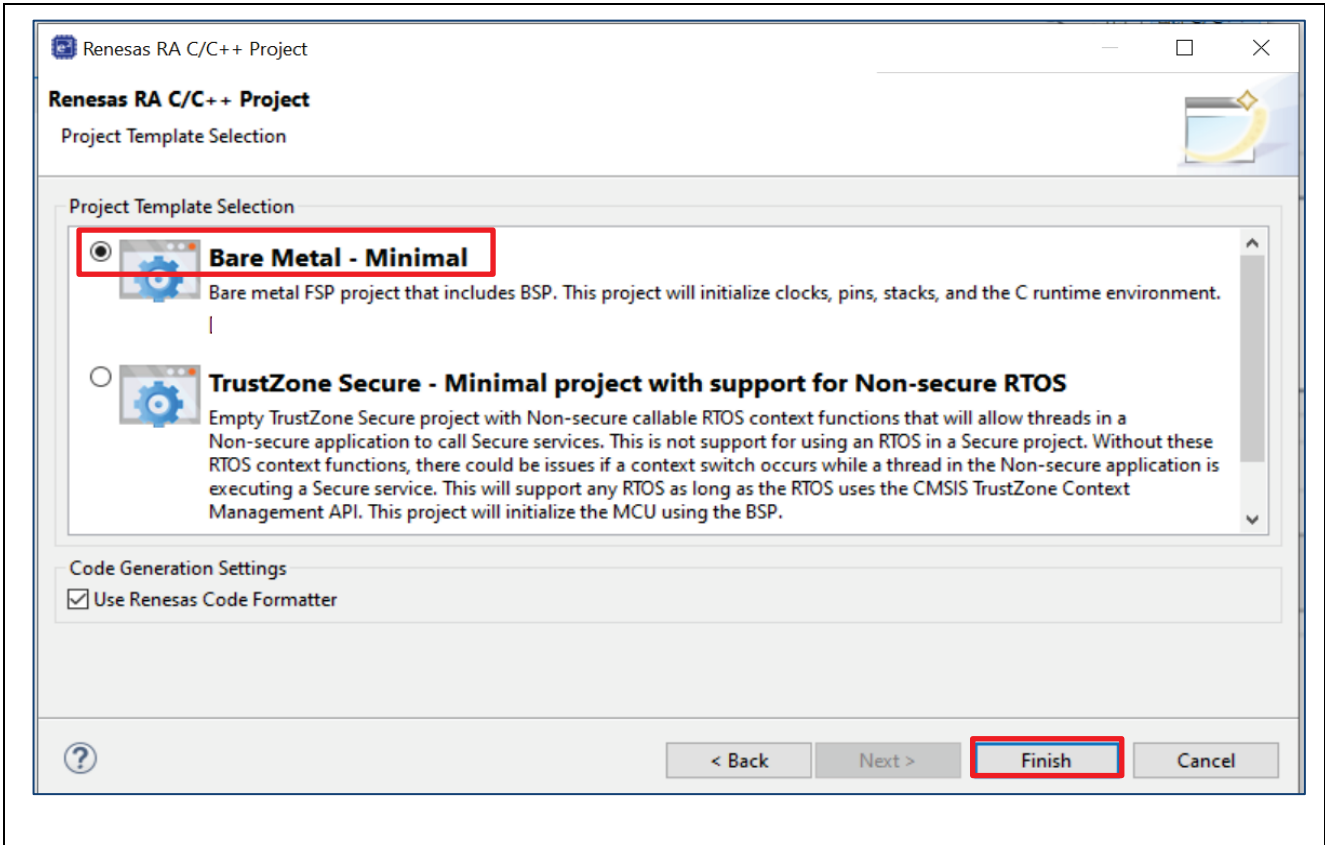 Renesas RA C/C++ Project
Renesas RA C/C++ Project
Project Template Selection
Project Template Selection
Bare Metal - Minimal
Bare metal FSP project that includes BSP. This project will initialize clocks, pins, stacks, and the C runtime environment.
TrustZone Secure - Minimal project with support for Non-secure RTOS
Empty TrustZone Secure project with Non-secure callable RTOS context functions that will allow threads in a
Non-secure application to call Secure services. This is not support for using an RTOS in a Secure project. Without these
RTOS context functions, there could be issues if a context switch occurs while a thread in the Non-secure application is
executing a Secure service. This will support any RTOS as long as the RTOS uses the CMSIS TrustZone Context
Management API. This project will initialize the MCU using the BSP.
Code Generation Settings
Use Renesas Code Formatter
? < Back Next > Finish Cancel